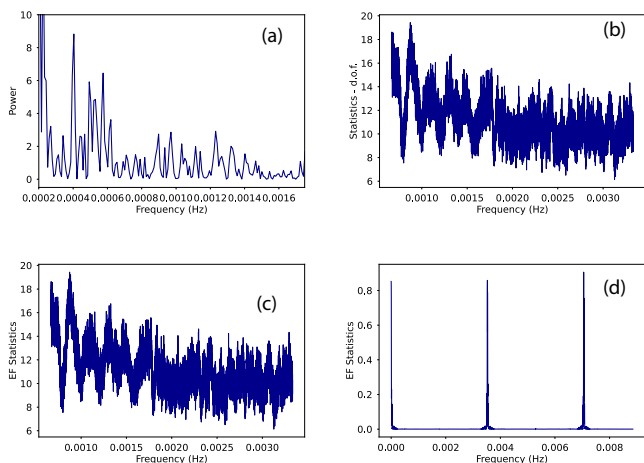 10
8
6
4
2
0
Power
(a)
0.0002 0.0004 0.0006 0.0008 0.0010 0.0012 0.0014 0.0016
Frequency (Hz)
20
18
16
14
12
10
8
6
Statistics - d.o.f.
(b)
0.0010 0.0015 0.0020 0.0025 0.0030
Frequency (Hz)
20
18
16
14
12
10
8
6
EF Statistics
(c)
0.0010 0.0015 0.0020 0.0025 0.0030
Frequency (Hz)
0,8
0.6
0.4
0.2
0.0
EF Statistics
(d)
0.000 0.002 0.004 0.006 0.008
Frequency (Hz)